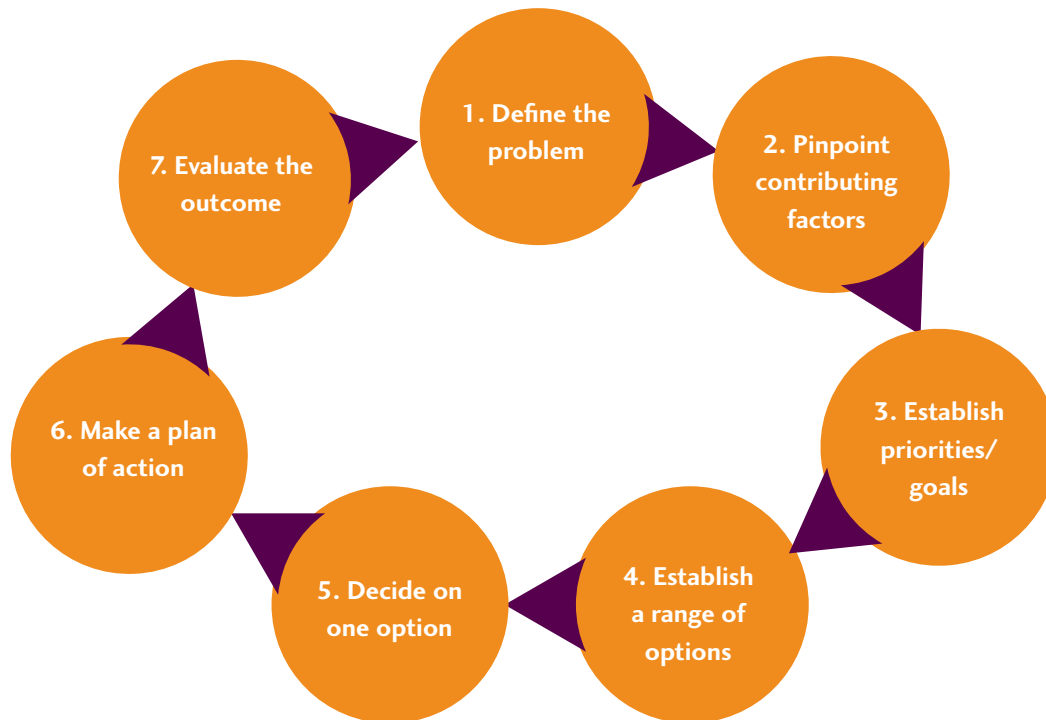 1. Define the
problem
2. Pinpoint
contributing
factors
3. Establish
priorities/
goals
4. Establish
a range of
options
5. Decide on
one option
6. Make a plan
of action
7. Evaluate the
outcome